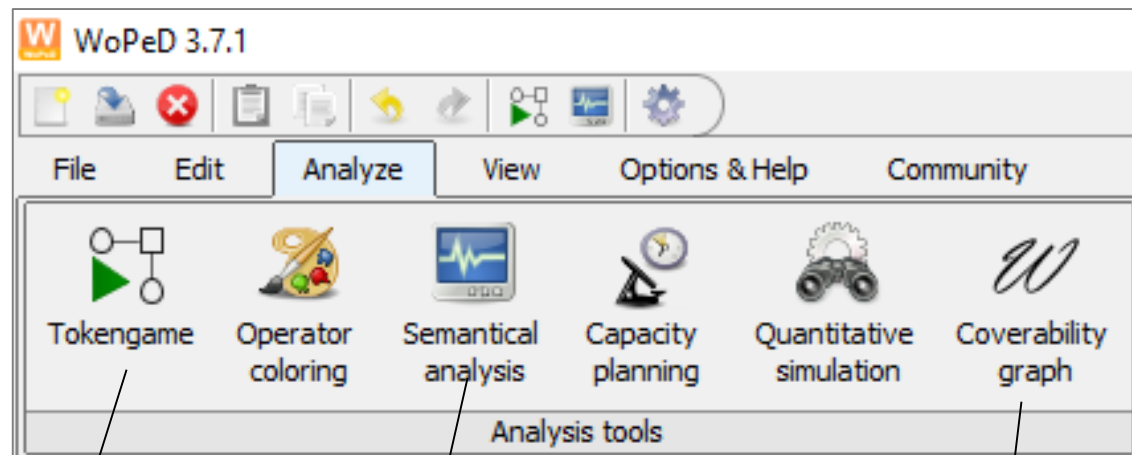 W WoPeD 3.7.1
WoPeD
File Edit Analyze View Options & Help Community
W
Tokengame Operator coloring Semantical analysis Capacity planning Quantitative simulation Coverability graph
Analysis tools